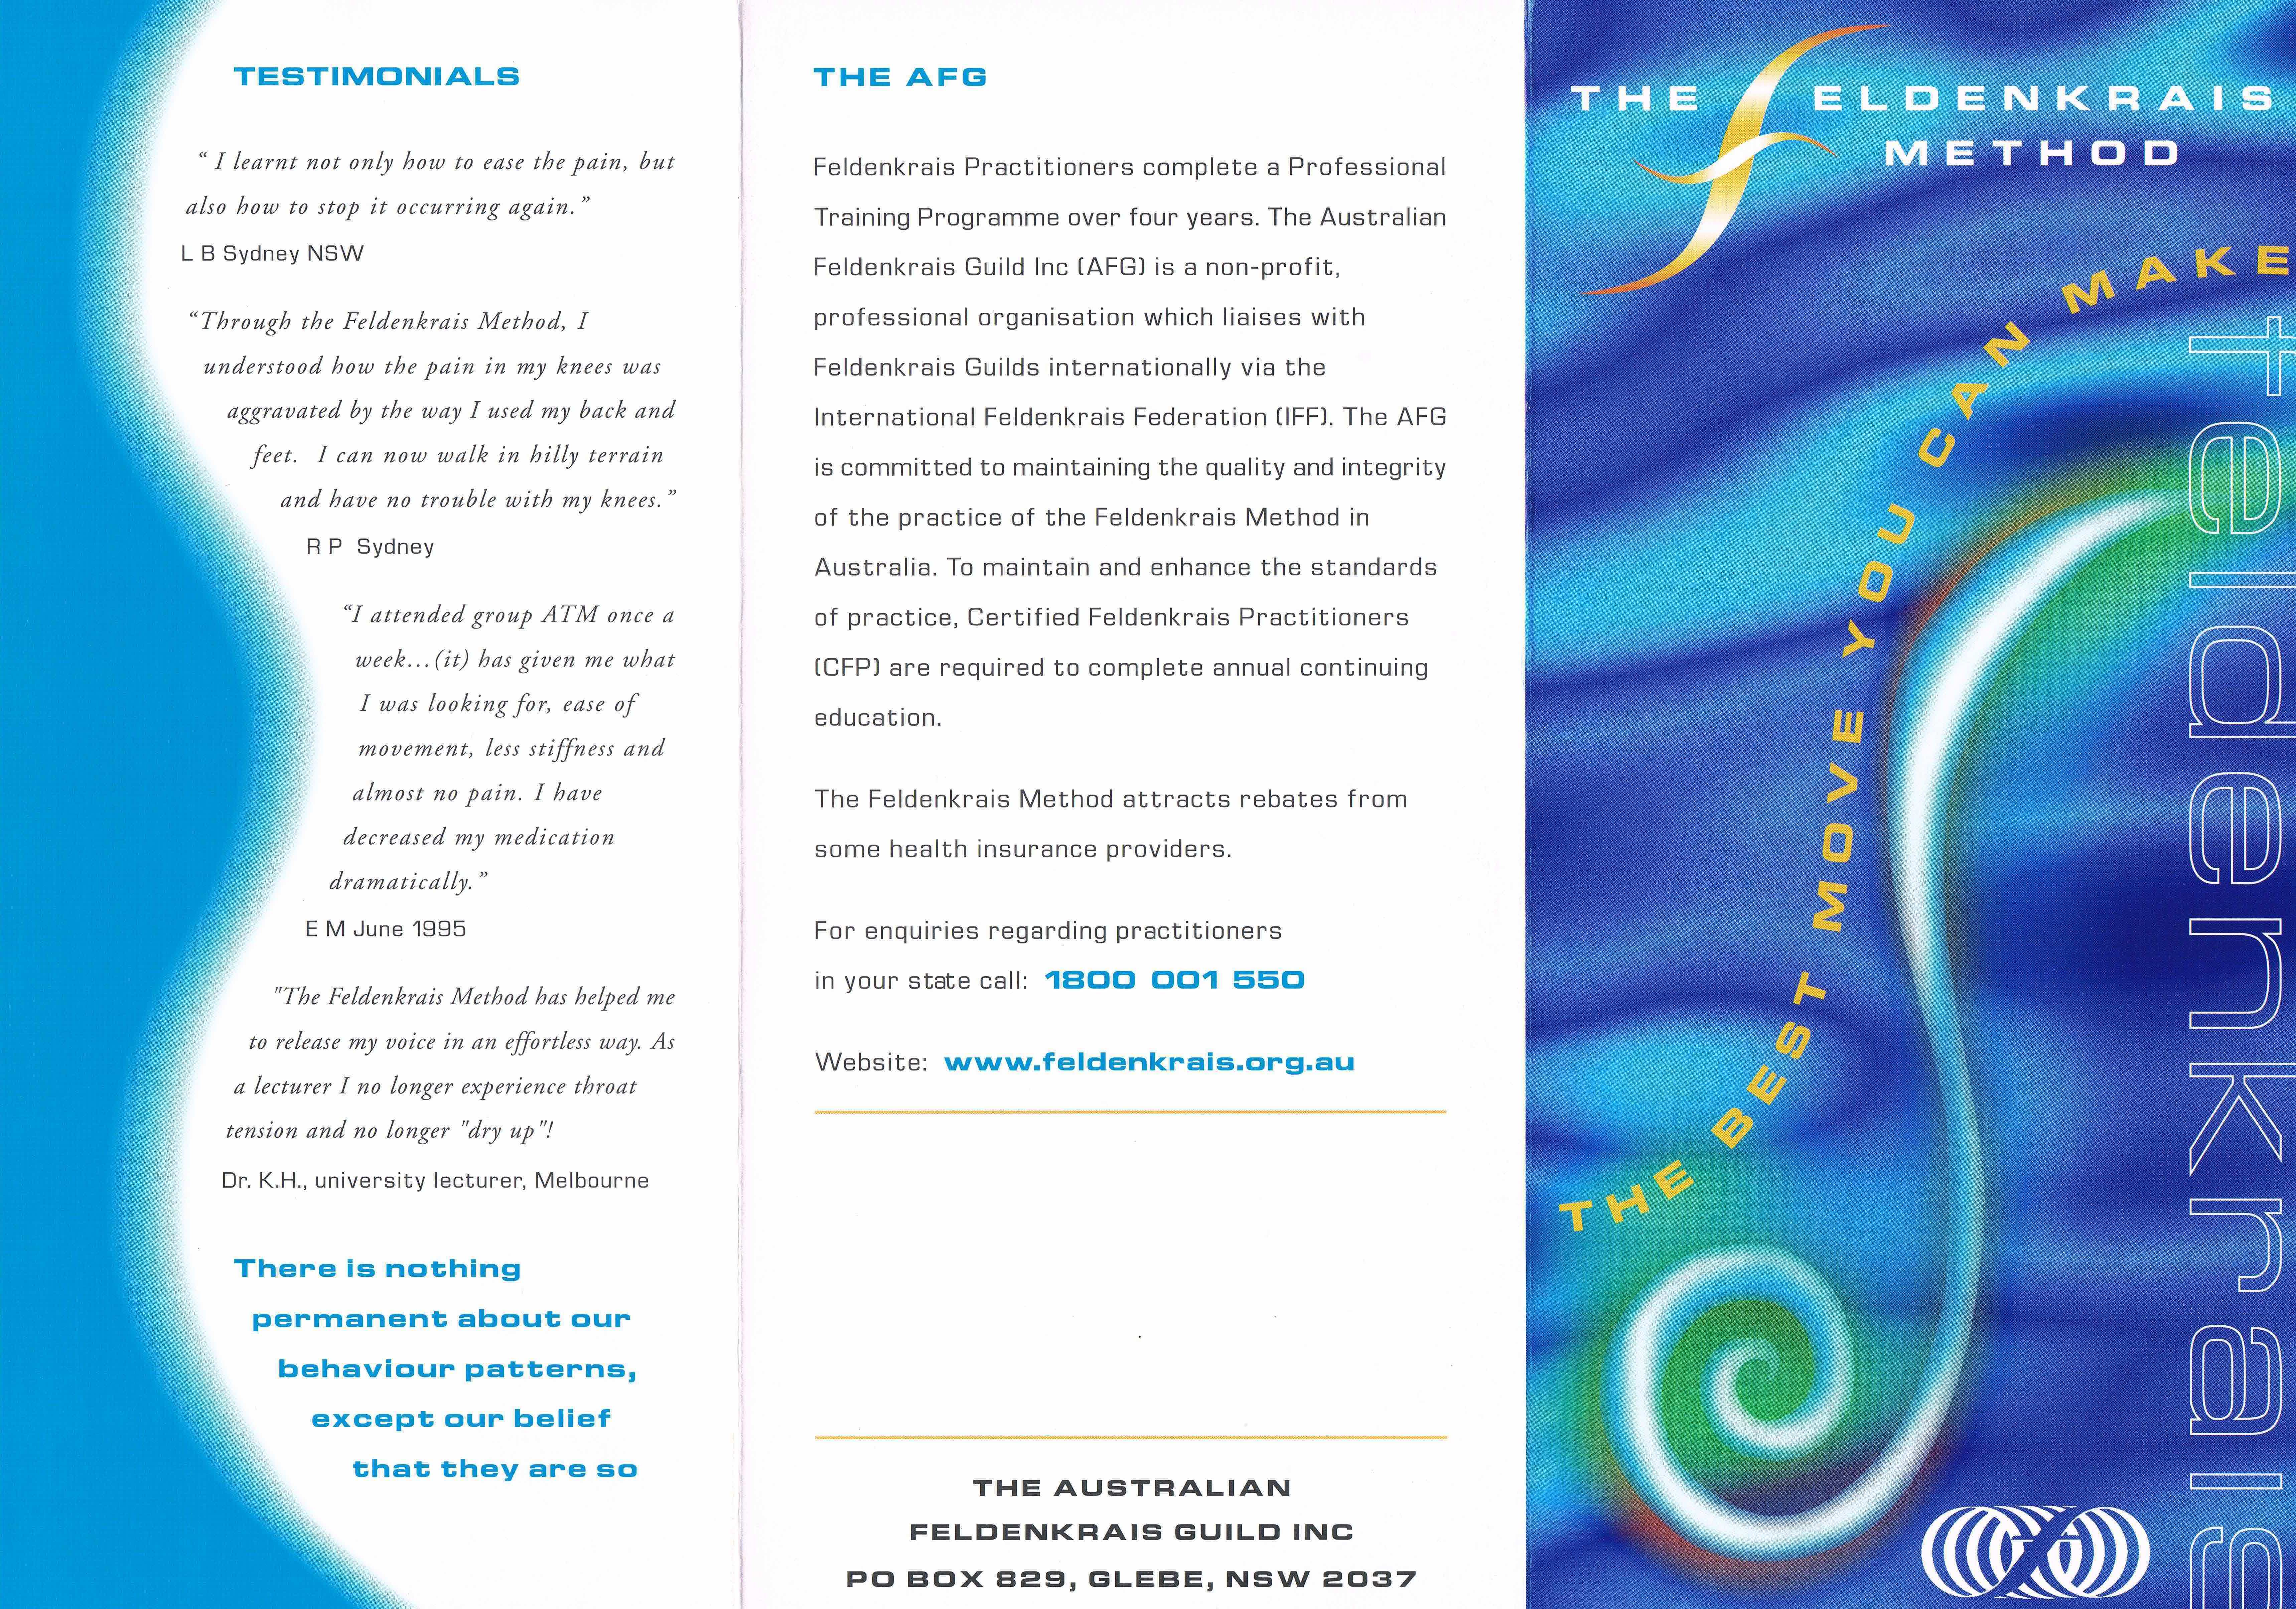 TESTIMONIALS
“ I learnt not only how to ease the pain, but
also how to stop it occurring again.”
L B Sydney NSW
“Through the Feldenkrais Method, I
understood how the pain in my knees was
aggravated by the way I used my back and
feet. I can now walk in hilly terrain
and have no trouble with my knees.”
R P Sydney
“I attended group ATM once a
week...(it) has given me what
I was looking for, ease of
movement, less stiffness and
almost no pain. I have
decreased my medication
dramatically.”
E M June 1995
"The Feldenkrais Method has helped me
to release my voice in an effortless way. As
a lecturer I no longer experience throat
tension and no longer "dry up"!
Dr. K.H., university lecturer, Melbourne
There is nothing
permanent about our
behaviour patterns,
except our belief
that they are so
THE AFG
Feldenkrais Practitioners complete a Professional
Training Programme over four years. The Australian
Feldenkrais Guild Inc (AFG) is a non-profit,
professional organisation which liaises with
Feldenkrais Guilds internationally via the
International Feldenkrais Federation (IFF). The AFG
is committed to maintaining the quality and integrity
of the practice of the Feldenkrais Method in
Australia. To maintain and enhance the standards
of practice, Certified Feldenkrais Practitioners
(CFP) are required to complete annual continuing
education.
The Feldenkrais Method attracts rebates from
some health insurance providers.
For enquiries regarding practitioners
in your state call: 1800 001 550
Website: www.feldenkrais.org.au
THE AUSTRALIAN
FELDENKRAIS GUILD INC
PO BOX 829, GLEBE, NSW 2037
THE FELDENKRAIS
METHOD
THE BEST MOVE YOU CAN MAKE
feldenkrais